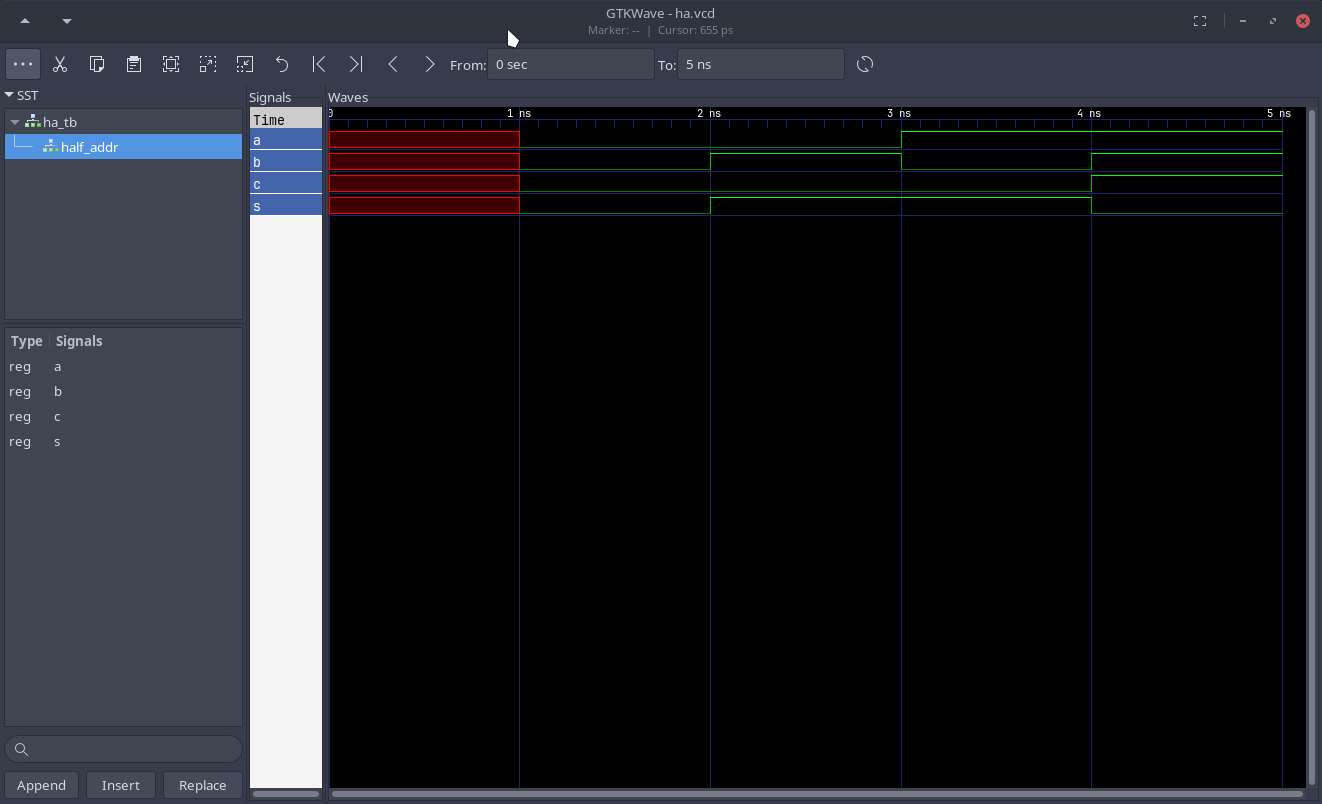 GTKWave - ha.vcd
Marker: -- | Cursor: 655 ps
From: 0 sec To: 5 ns
SST
ha_tb
half_addr
Type Signals
reg a
reg b
reg c
reg s
Append Insert Replace
Signals
Time
a
b
c
s
Waves
0 1 ns 2 ns 3 ns 4 ns 5 ns